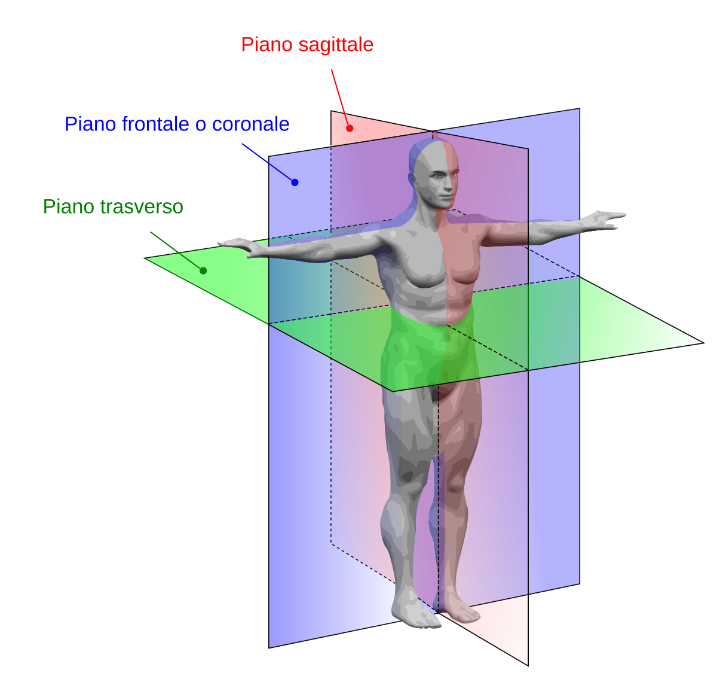 Piano sagittale
Piano frontale o coronale
Piano trasverso